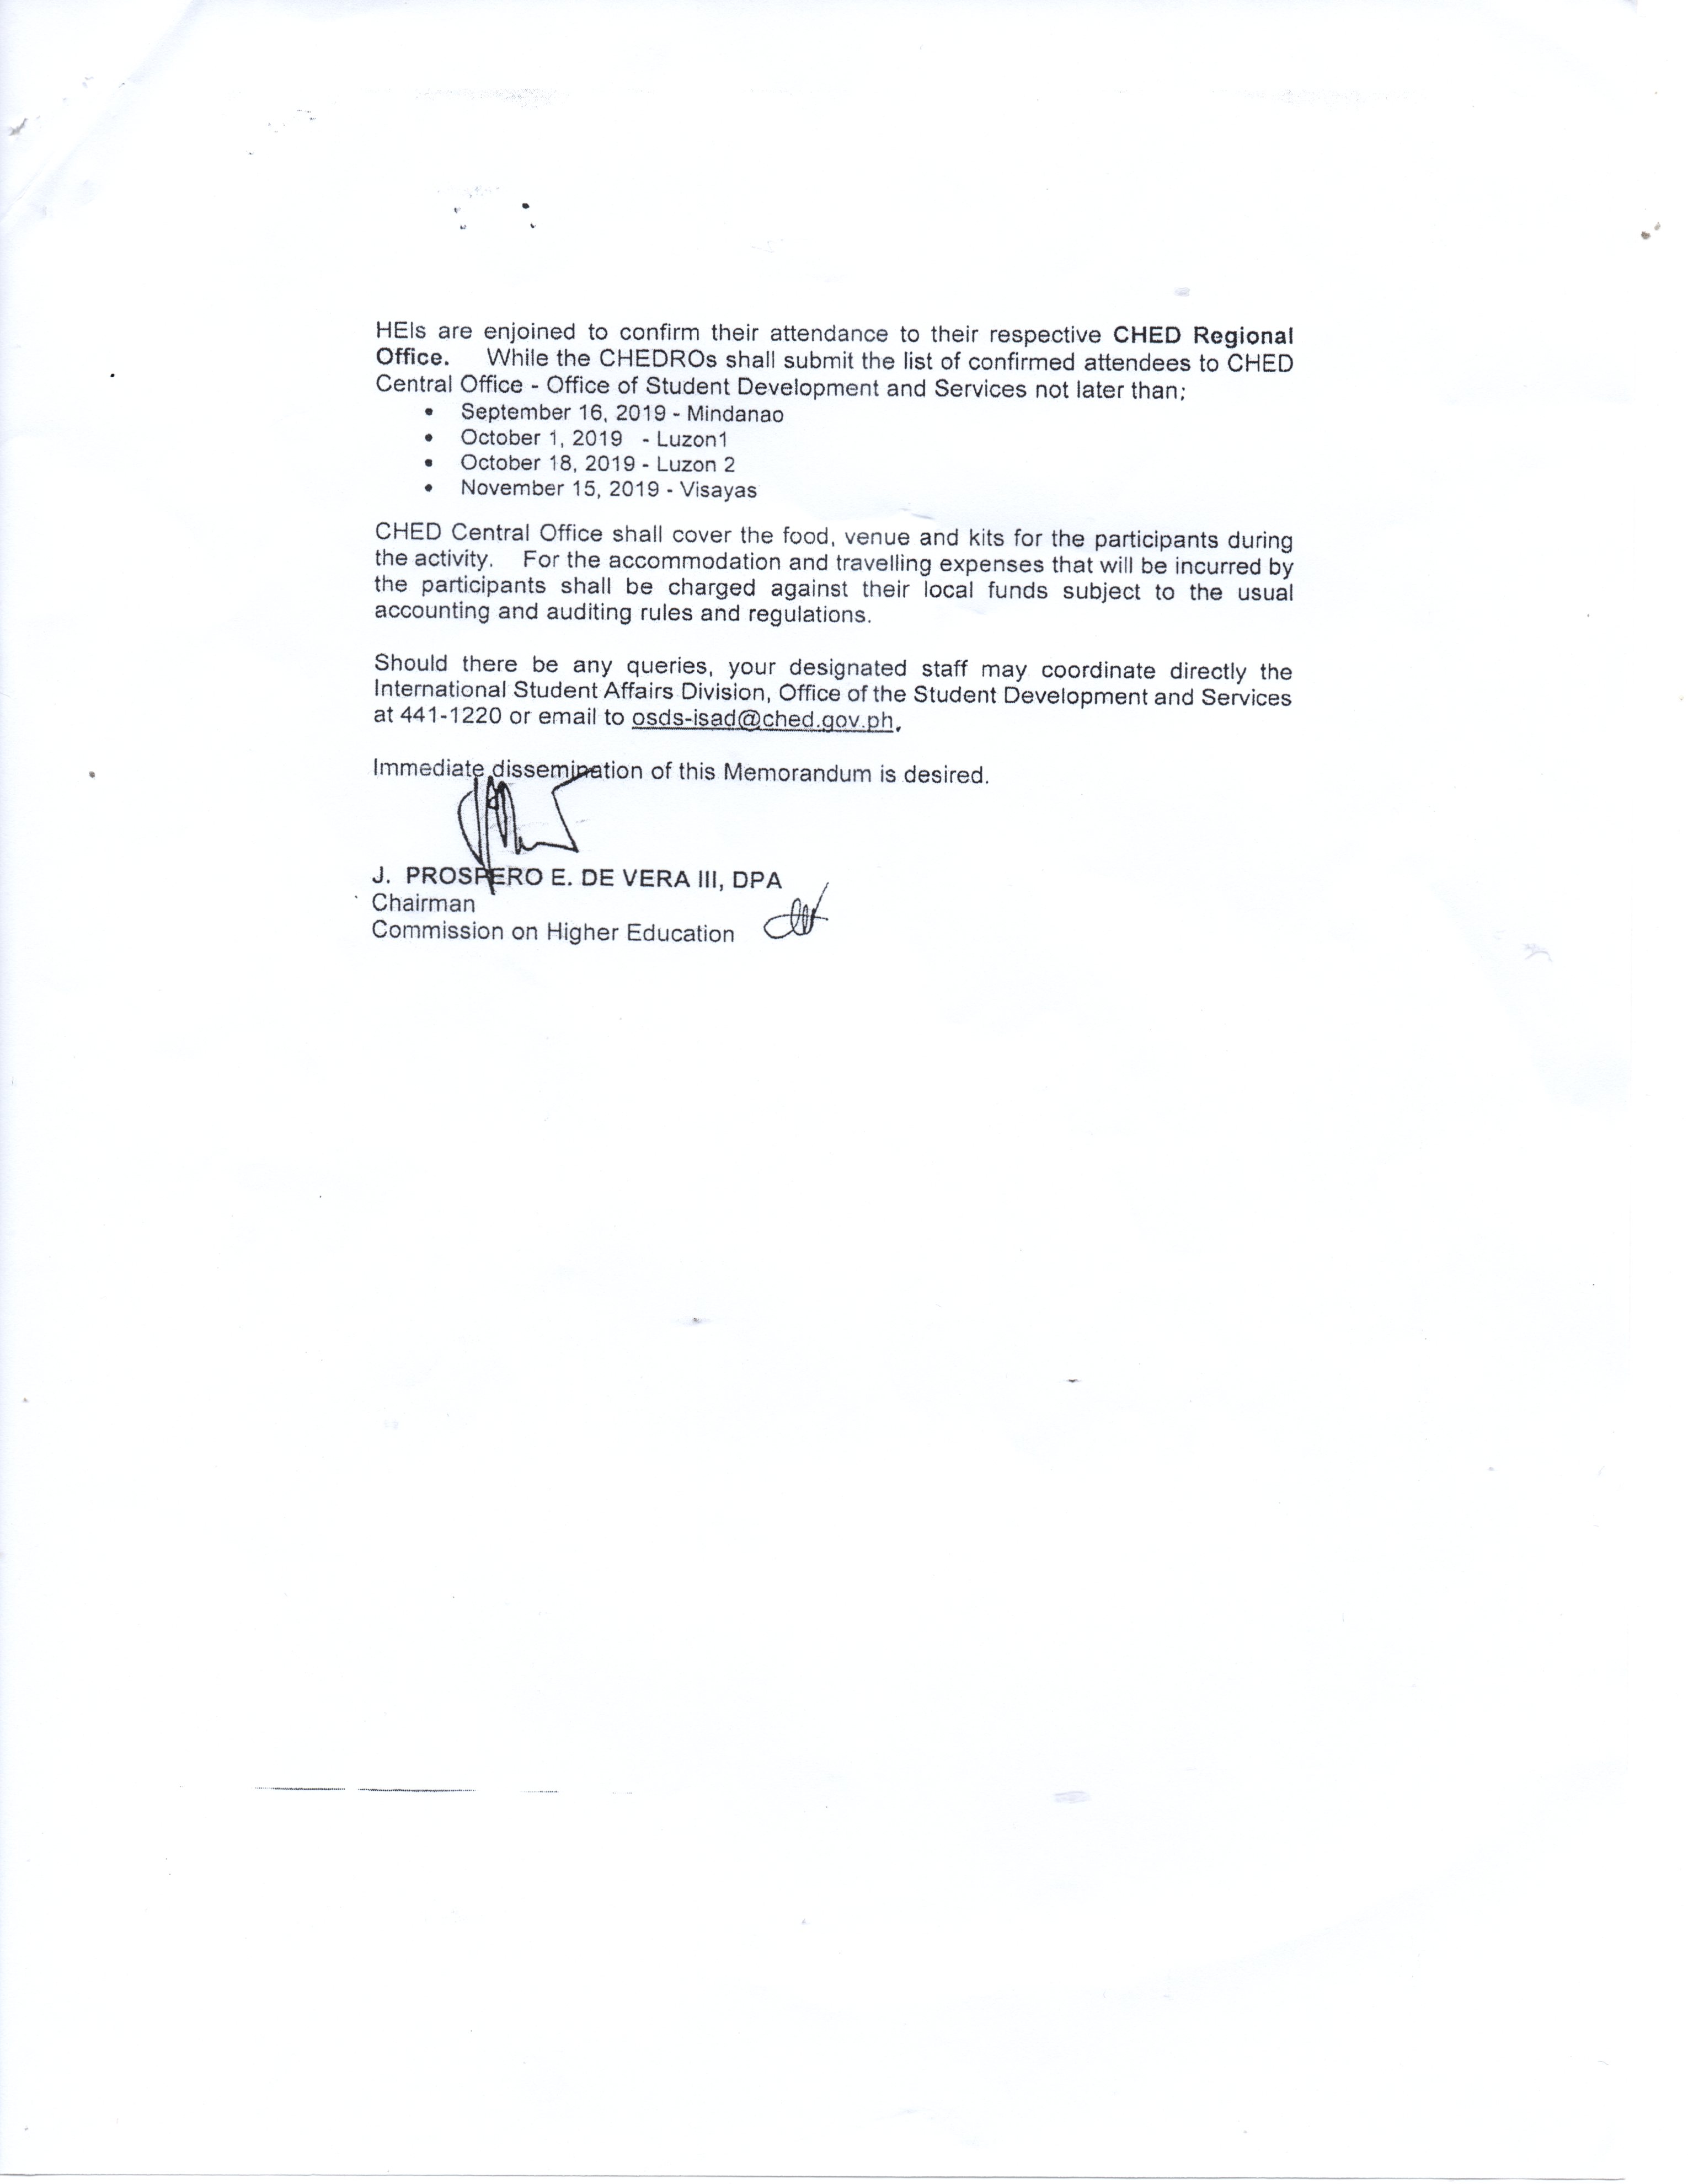 HEIs are enjoined to confirm their attendance to their respective CHED Regional
Office. While the CHEDROs shall submit the list of confirmed attendees to CHED
Central Office - Office of Student Development and Services not later than;
• September 16, 2019 - Mindanao
• October 1, 2019 - Luzon1
• October 18, 2019 - Luzon 2
• November 15, 2019 - Visayas
CHED Central Office shall cover the food, venue and kits for the participants during
the activity. For the accommodation and travelling expenses that will be incurred by
the participants shall be charged against their local funds subject to the usual
accounting and auditing rules and regulations.
Should there be any queries, your designated staff may coordinate directly the
International Student Affairs Division, Office of the Student Development and Services
at 441-1220 or email to osds-isad@ched.gov.ph.
Immediate dissemination of this Memorandum is desired.
J. PROSPERO E. DE VERA III, DPA
Chairman
Commission on Higher Education